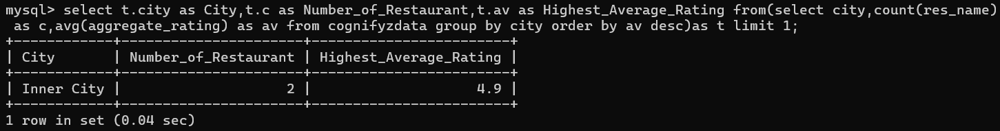 mysql> select t.city as City,t.c as Number_of_Restaurant,t.av as Highest_Average_Rating from(select city,count(res_name)
 as c,avg(aggregate_rating) as av from cognifyzdata group by city order by av desc)as t limit 1;
+------------+----------------------+------------------------+
| City       | Number_of_Restaurant | Highest_Average_Rating |
+------------+----------------------+------------------------+
| Inner City |                    2 |                    4.9 |
+------------+----------------------+------------------------+
1 row in set (0.04 sec)